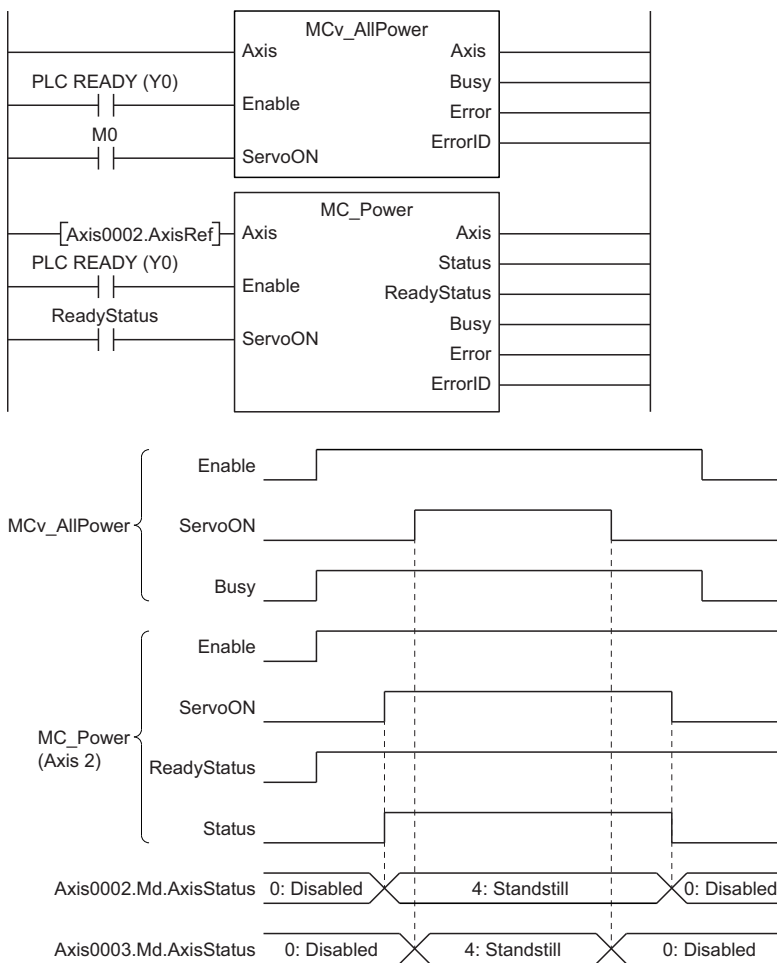 MCv_AllPower
Axis Axis
PLC READY (Y0) Busy
Enable Error
M0 ErrorID
ServoON
MC_Power
Axis0002.AxisRef Axis Axis
PLC READY (Y0) Status
Enable ReadyStatus
ReadyStatus Busy
ServoON Error
ErrorID
Enable
MCv_AllPower ServoON
Busy
Enable
ServoON
MC_Power
(Axis 2)
ReadyStatus
Status
Axis0002.Md.AxisStatus 0: Disabled 4: Standstill 0: Disabled
Axis0003.Md.AxisStatus 0: Disabled 4: Standstill 0: Disabled